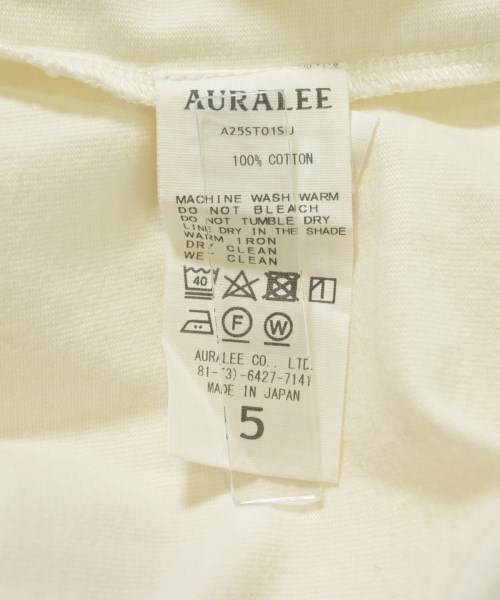 AURALEE
A25ST01SU
100% COTTON
MACHINE WASH WARM
DO NOT BLEACH
DO NOT TUMBLE DRY
LINE DRY IN THE SHADE
WARM IRON
DRY CLEAN
WET CLEAN
40
F
W
AURALEE CO., LTD.
81-(3)-6427-7141
MADE IN JAPAN
5